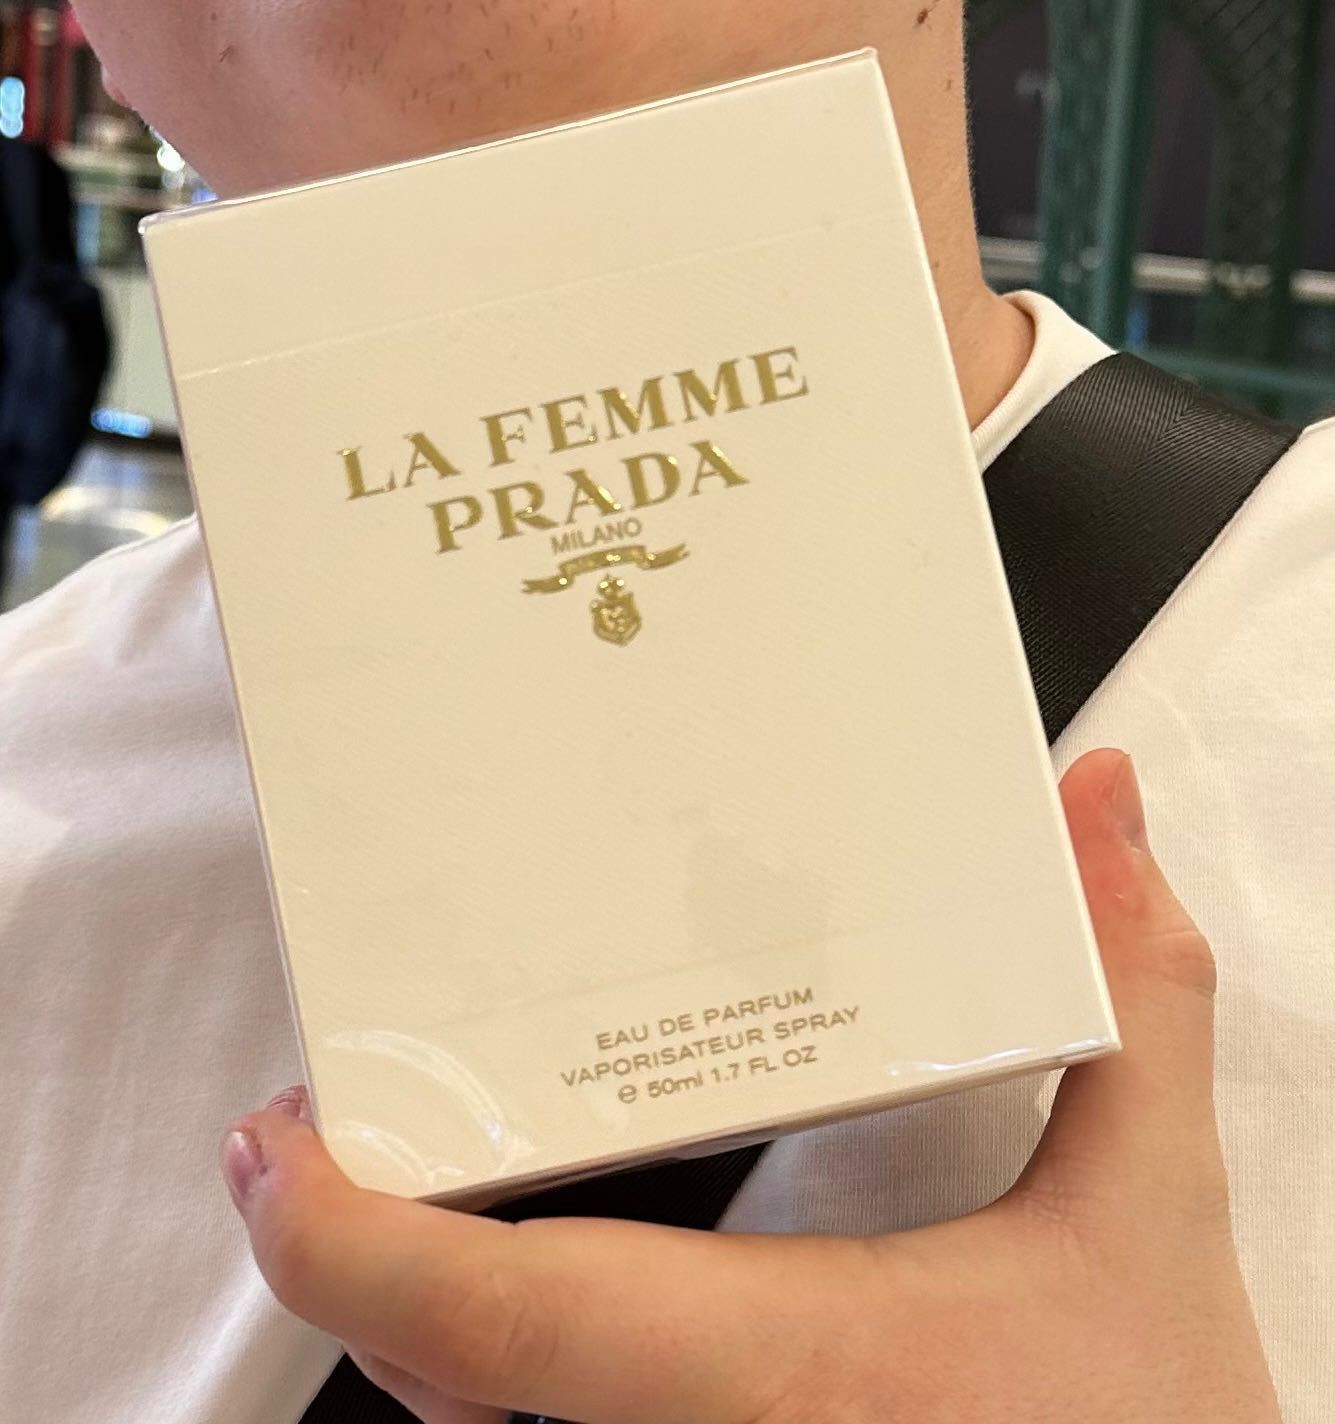 LA FEMME
PRADA
MILANO
EAU DE PARFUM
VAPORISATEUR SPRAY
℮ 50ml 1.7 FL OZ